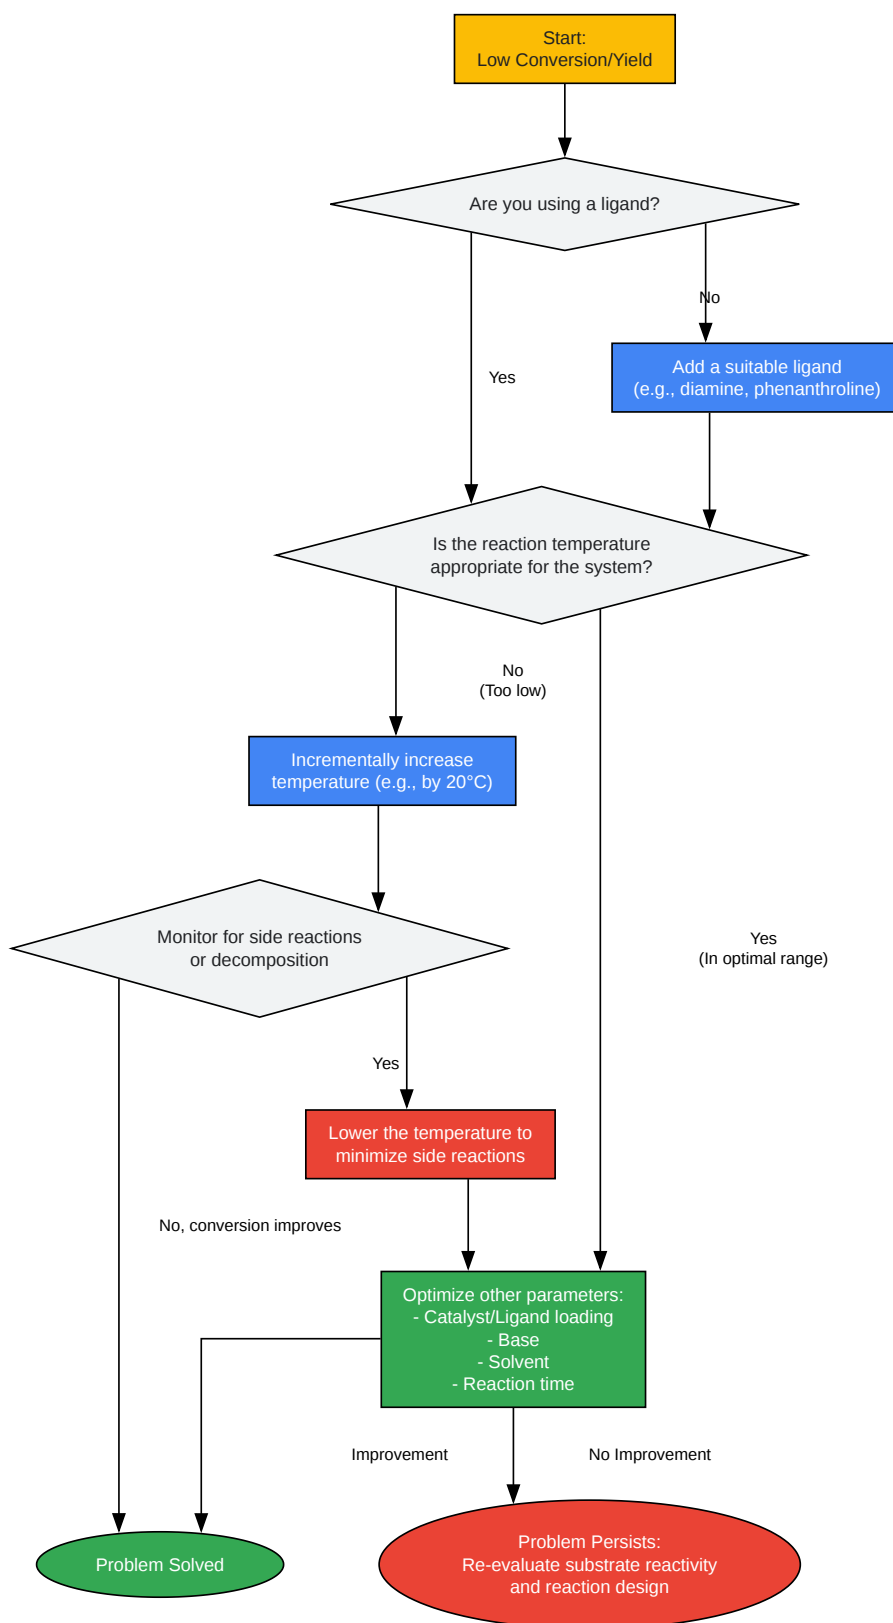 Start:
Low Conversion/Yield
Are you using a ligand?
No
Yes
Add a suitable ligand
(e.g., diamine, phenanthroline)
Is the reaction temperature
appropriate for the system?
No
(Too low)
Incrementally increase
temperature (e.g., by 20°C)
Monitor for side reactions
or decomposition
Yes
(In optimal range)
Yes
Lower the temperature to
minimize side reactions
No, conversion improves
Optimize other parameters:
- Catalyst/Ligand loading
- Base
- Solvent
- Reaction time
Improvement
No Improvement
Problem Solved
Problem Persists:
Re-evaluate substrate reactivity
and reaction design